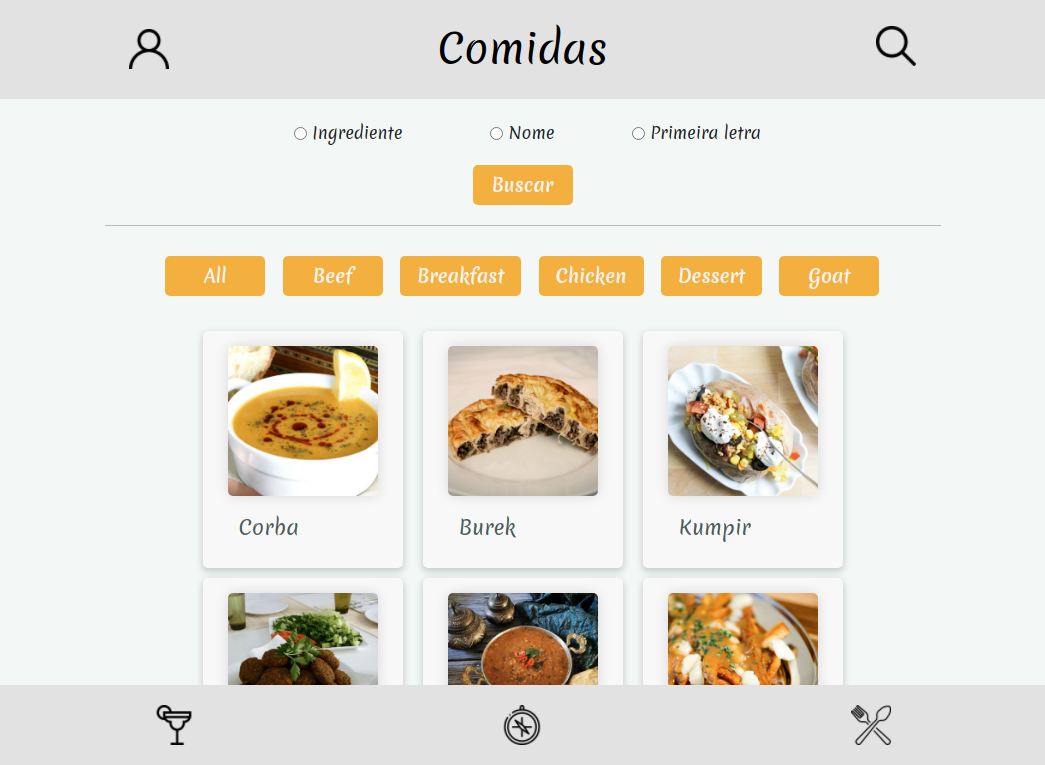 Comidas
Ingrediente Nome Primeira letra
Buscar
All Beef Breakfast Chicken Dessert Goat
Corba Burek Kumpir